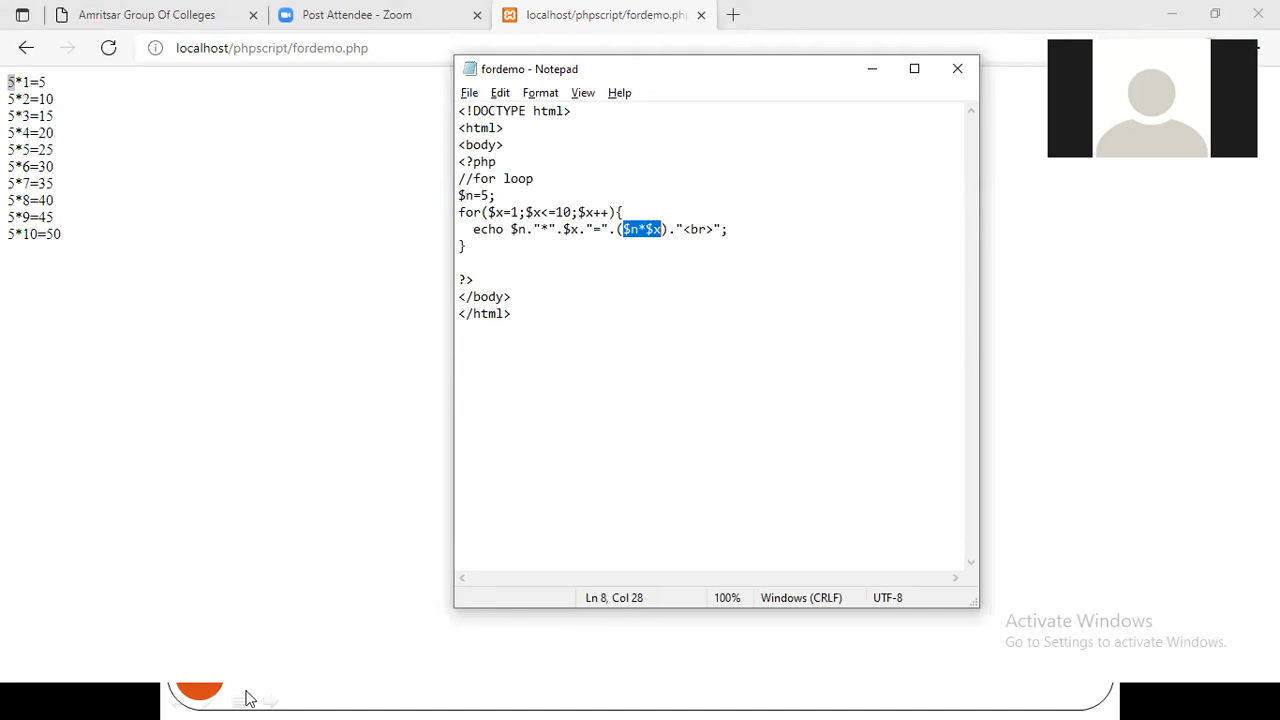 Amritsar Group Of Colleges
Post Attendee - Zoom
localhost/phpscript/fordemo.php
localhost/phpscript/fordemo.php
5*1=5
5*2=10
5*3=15
5*4=20
5*5=25
5*6=30
5*7=35
5*8=40
5*9=45
5*10=50
fordemo - Notepad
File Edit Format View Help
<!DOCTYPE html>
<html>
<body>
<?php
//for loop
$n=5;
for($x=1;$x<=10;$x++){
  echo $n."*".$x."=".($n*$x)."<br>";
}
?>
</body>
</html>
Ln 8, Col 28
100%
Windows (CRLF)
UTF-8
Activate Windows
Go to Settings to activate Windows.